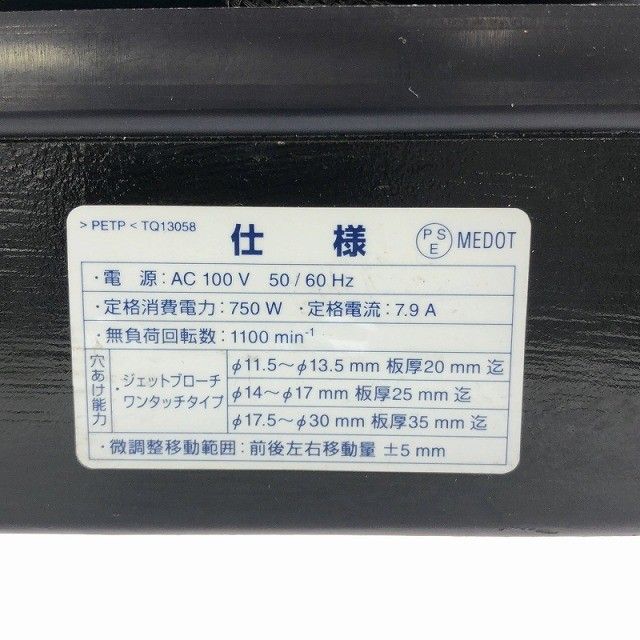 > PETP < TQ13058
仕様
PSE MEDOT
・電源：AC 100 V 50 / 60 Hz
・定格消費電力：750 W ・定格電流：7.9 A
・無負荷回転数：1100 min⁻¹
穴あけ能力
ジェットブローチ
ワンタッチタイプ
φ11.5～φ13.5 mm 板厚20 mm 迄
φ14～φ17 mm 板厚25 mm 迄
φ17.5～φ30 mm 板厚35 mm 迄
・微調整移動範囲：前後左右移動量 ±5 mm